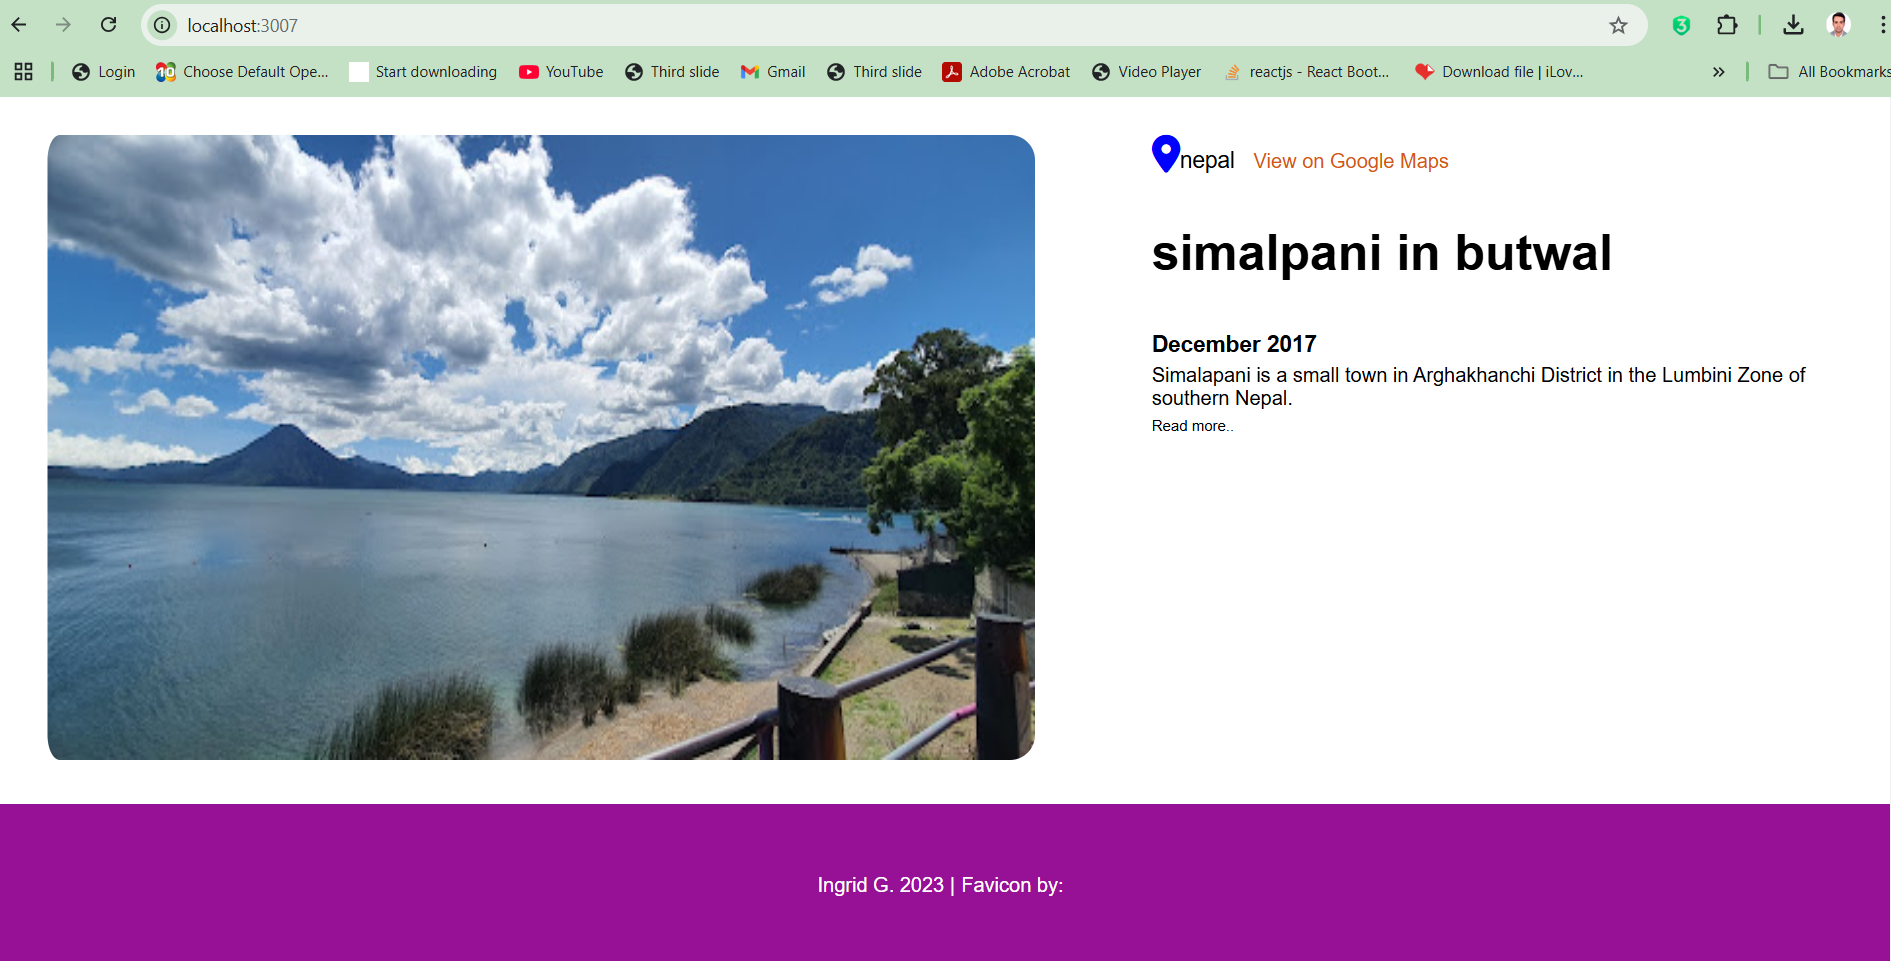 localhost:3007
Login Choose Default Ope... Start downloading YouTube Third slide Gmail Third slide Adobe Acrobat Video Player reactjs - React Boot... Download file | iLov... » All Bookmarks
nepal View on Google Maps
simalpani in butwal
December 2017
Simalapani is a small town in Arghakhanchi District in the Lumbini Zone of
southern Nepal.
Read more..
Ingrid G. 2023 | Favicon by: